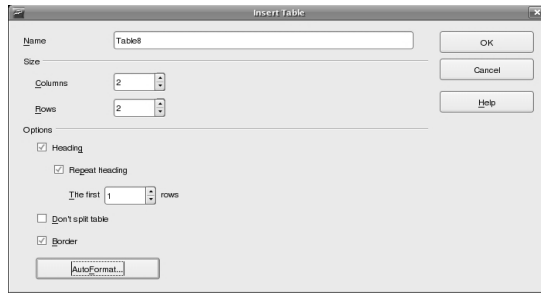 Insert Table
Name Table8
Size
Columns 2
Rows 2
Options
Heading
Repeat heading
The first 1 rows
Don't split table
Border
AutoFormat...
OK
Cancel
Help